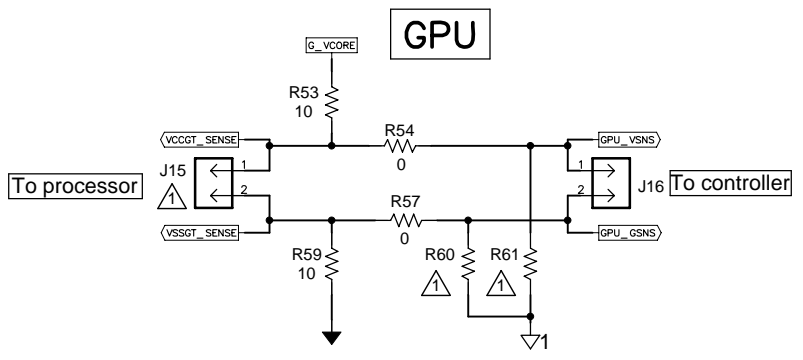 GPU
G_VCORE
R53
10
VCCGT_SENSE
R54
0
GPU_VSNS
J15
1
1
To processor
1
2
2
J16
To controller
VSSGT_SENSE
R57
0
GPU_GSNS
R59
10
R60
1
R61
1
1